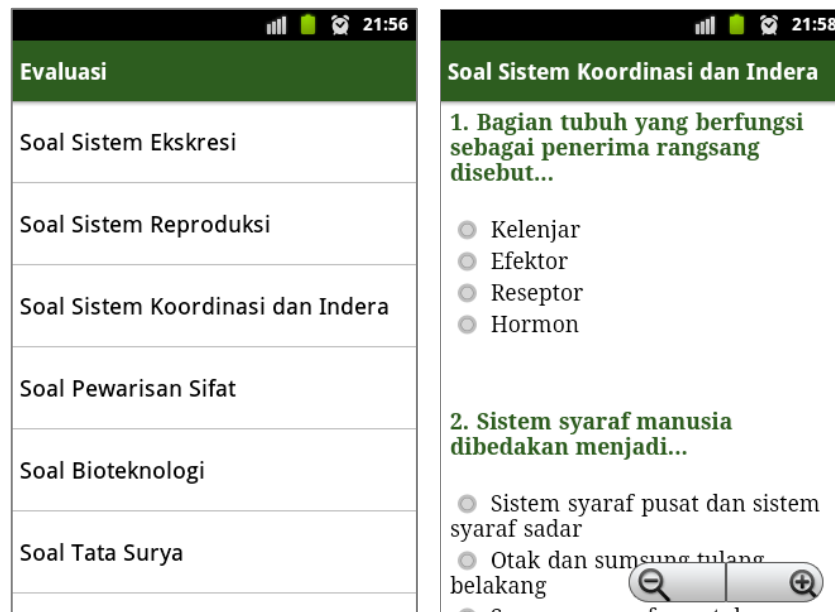 21:56
Evaluasi
Soal Sistem Ekskresi
Soal Sistem Reproduksi
Soal Sistem Koordinasi dan Indera
Soal Pewarisan Sifat
Soal Bioteknologi
Soal Tata Surya
21:58
Soal Sistem Koordinasi dan Indera
1. Bagian tubuh yang berfungsi
sebagai penerima rangsang
disebut...
Kelenjar
Efektor
Reseptor
Hormon
2. Sistem syaraf manusia
dibedakan menjadi...
Sistem syaraf pusat dan sistem
syaraf sadar
Otak dan sumsung tulang
belakang